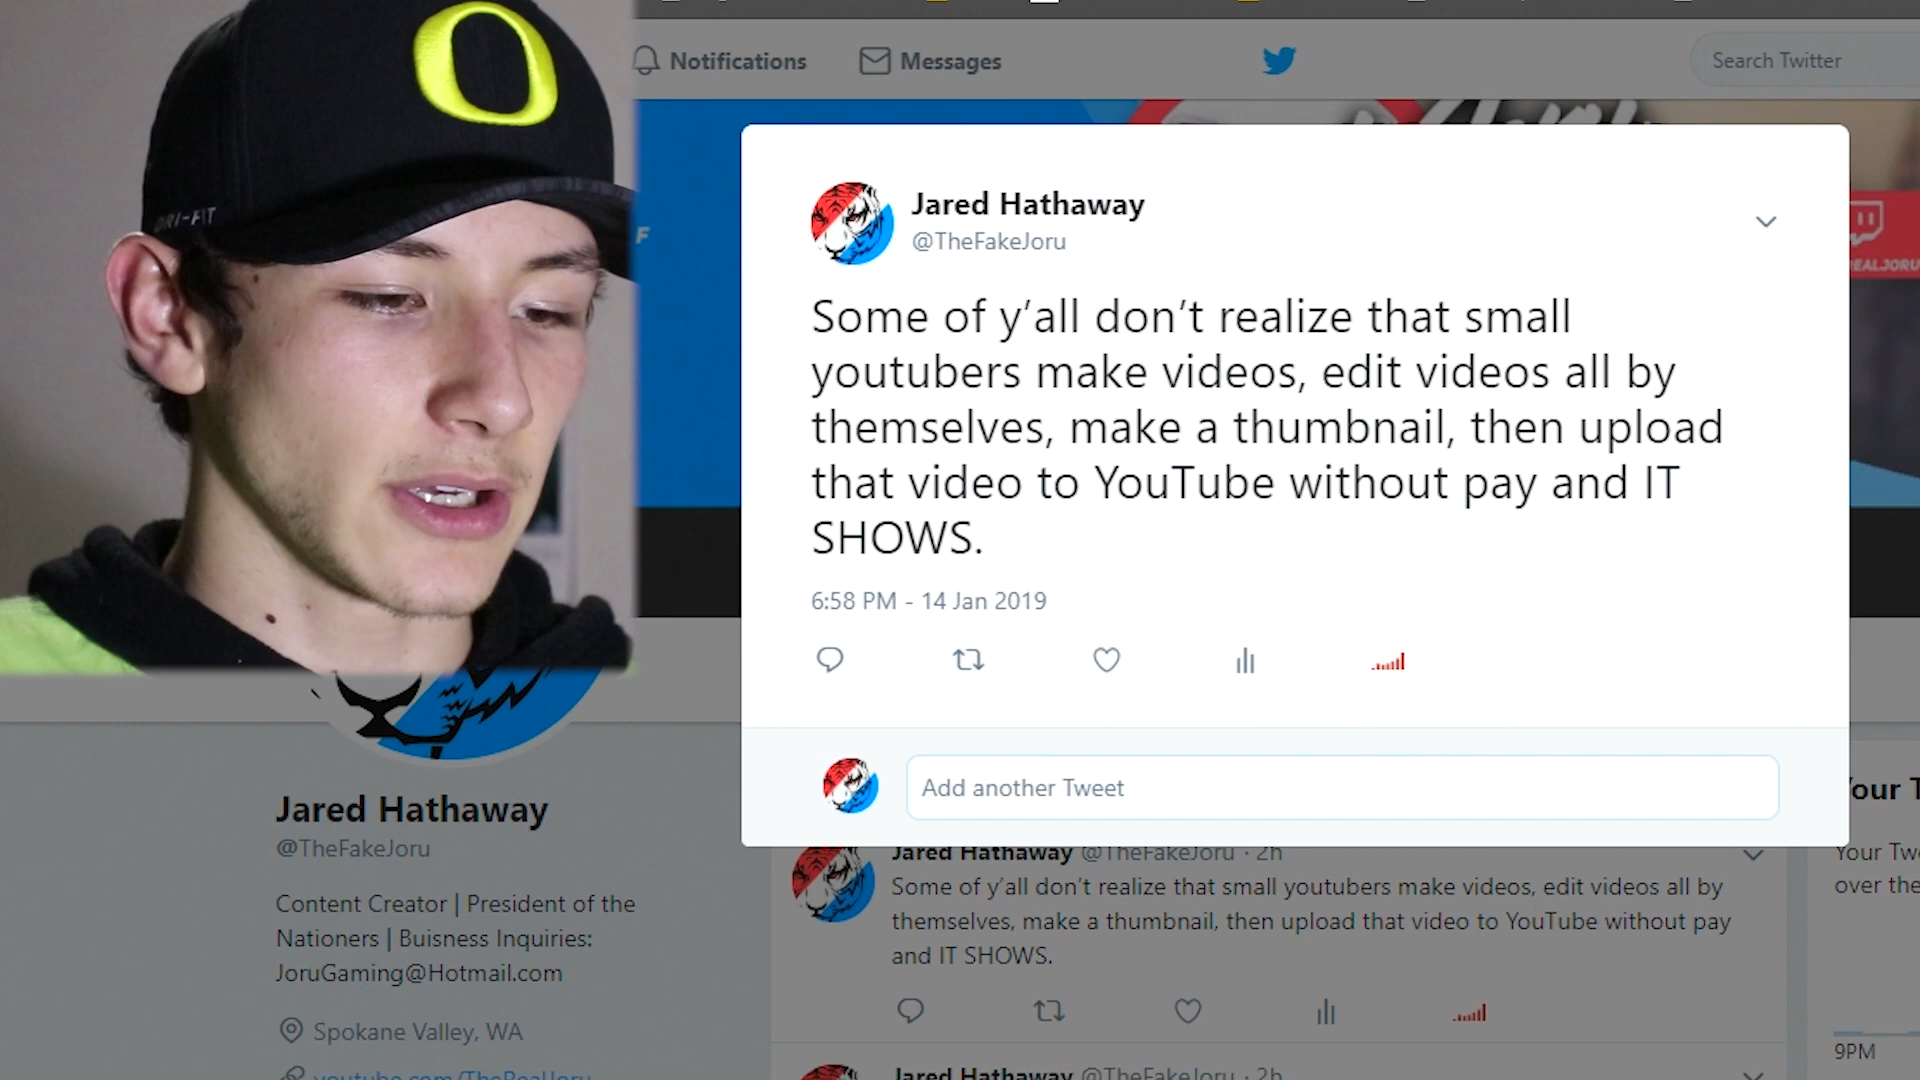 O
DRI-FIT
Notifications
Messages
Search Twitter
F
Jared Hathaway
@TheFakeJoru
Some of y’all don’t realize that small
youtubers make videos, edit videos all by
themselves, make a thumbnail, then upload
that video to YouTube without pay and IT
SHOWS.
6:58 PM - 14 Jan 2019
Add another Tweet
EALJORU
Jared Hathaway
@TheFakeJoru
Content Creator | President of the
Nationers | Buisness Inquiries:
JoruGaming@Hotmail.com
Spokane Valley, WA
youtube.com/TheRealJoru
Jared Hathaway @TheFakeJoru · 2h
Some of y’all don’t realize that small youtubers make videos, edit videos all by
themselves, make a thumbnail, then upload that video to YouTube without pay
and IT SHOWS.
Jared Hathaway @TheFakeJoru · 2h
Your T
Your Twe
over the
9PM